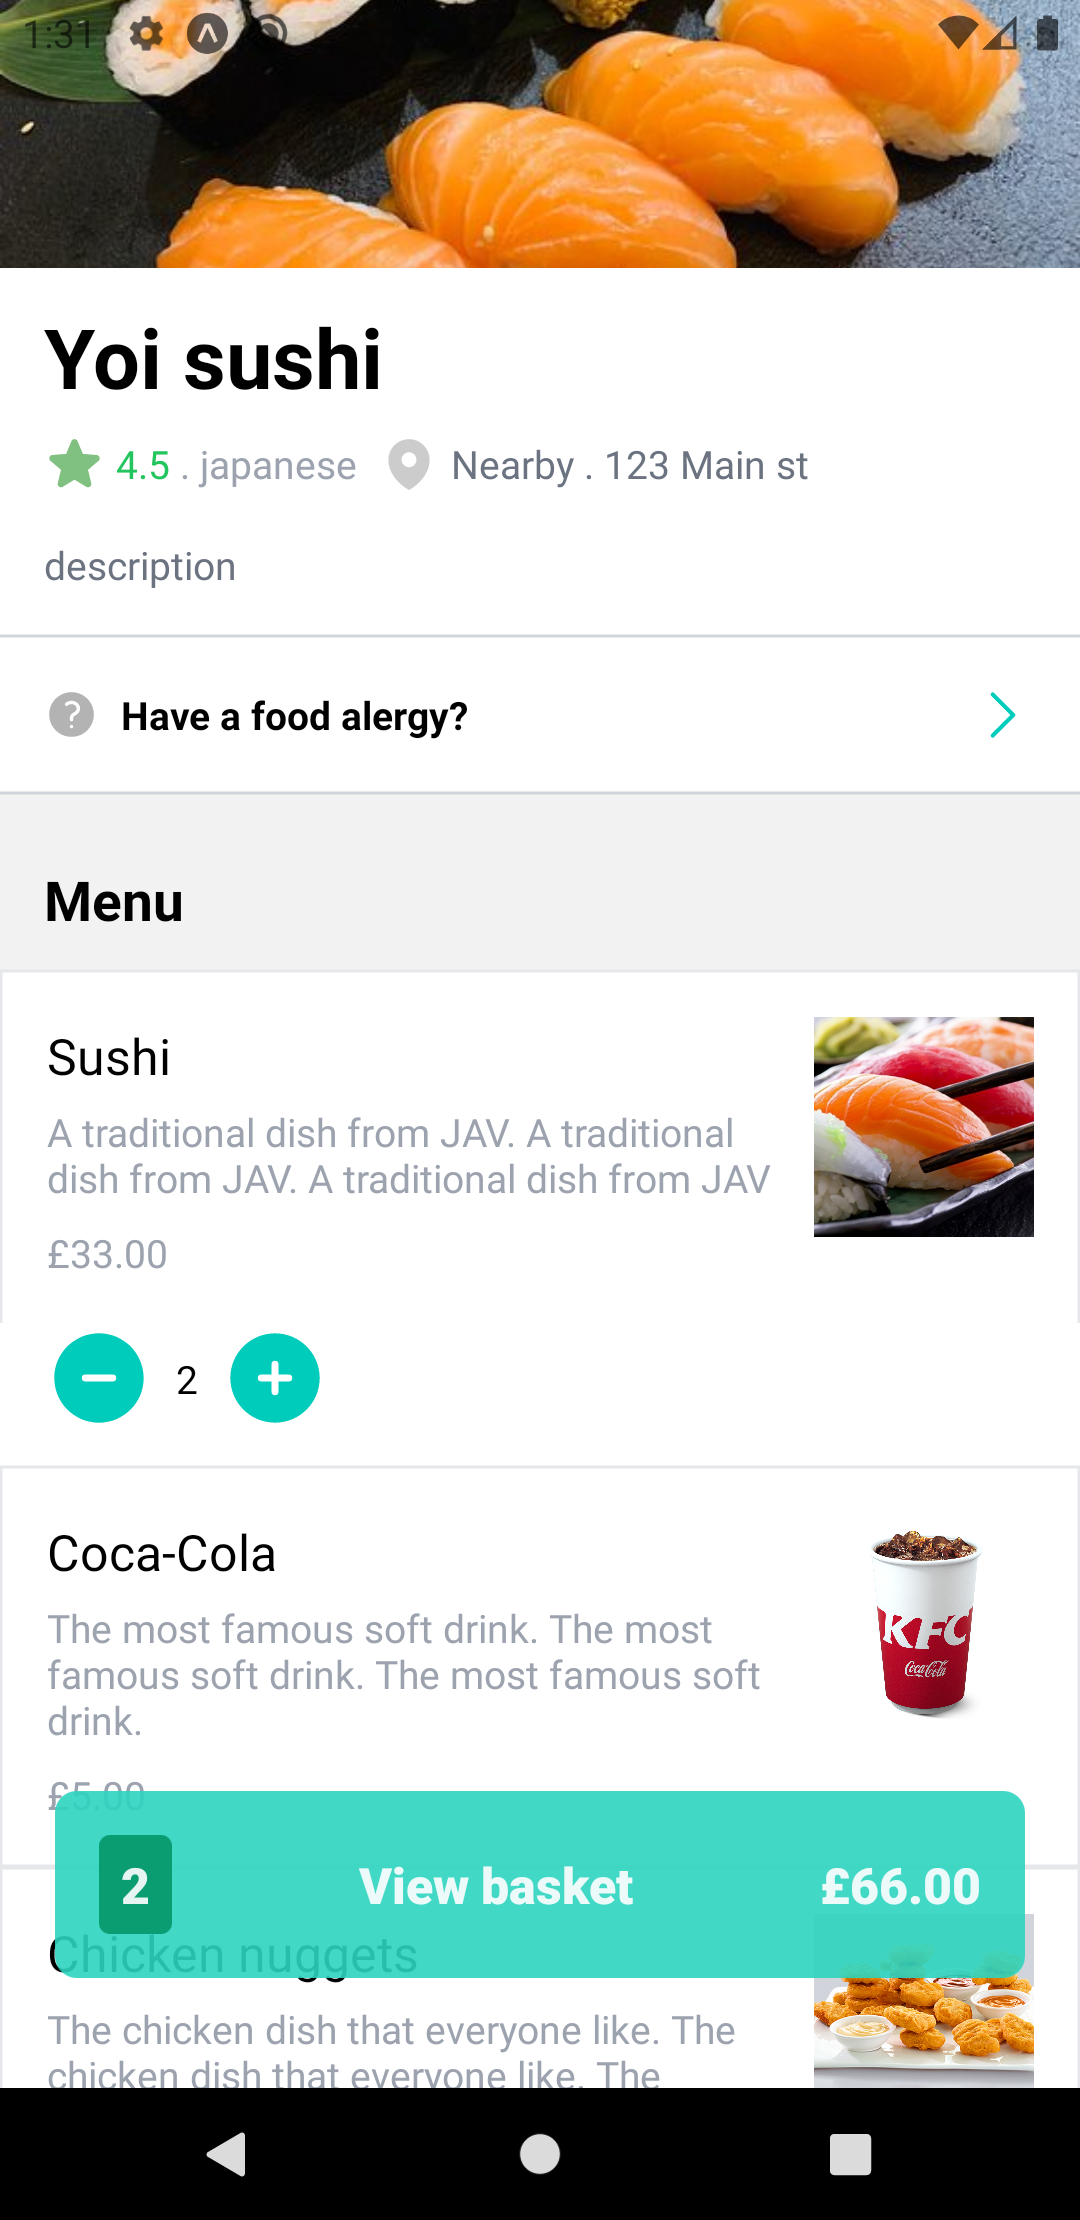 1:31
Yoi sushi
4.5 . japanese Nearby . 123 Main st
description
? Have a food alergy?
Menu
Sushi
A traditional dish from JAV. A traditional
dish from JAV. A traditional dish from JAV
£33.00
2
Coca-Cola
The most famous soft drink. The most
famous soft drink. The most famous soft
drink.
KFC
Coca-Cola
£5.00
2 View basket £66.00
Chicken nuggets
The chicken dish that everyone like. The
chicken dish that everyone like. The